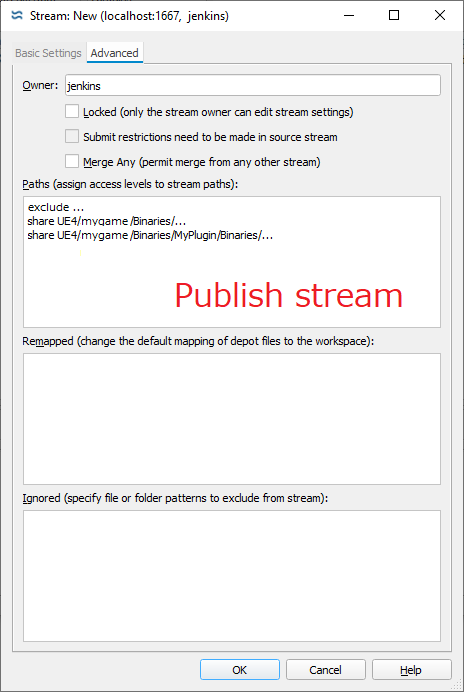 Stream: New (localhost:1667, jenkins)
Basic Settings Advanced
Owner: jenkins
Locked (only the stream owner can edit stream settings)
Submit restrictions need to be made in source stream
Merge Any (permit merge from any other stream)
Paths (assign access levels to stream paths):
exclude ...
share UE4/mygame/Binaries/...
share UE4/mygame/Binaries/MyPlugin/Binaries/...
Publish stream
Remapped (change the default mapping of depot files to the workspace):
Ignored (specify file or folder patterns to exclude from stream):
OK Cancel Help